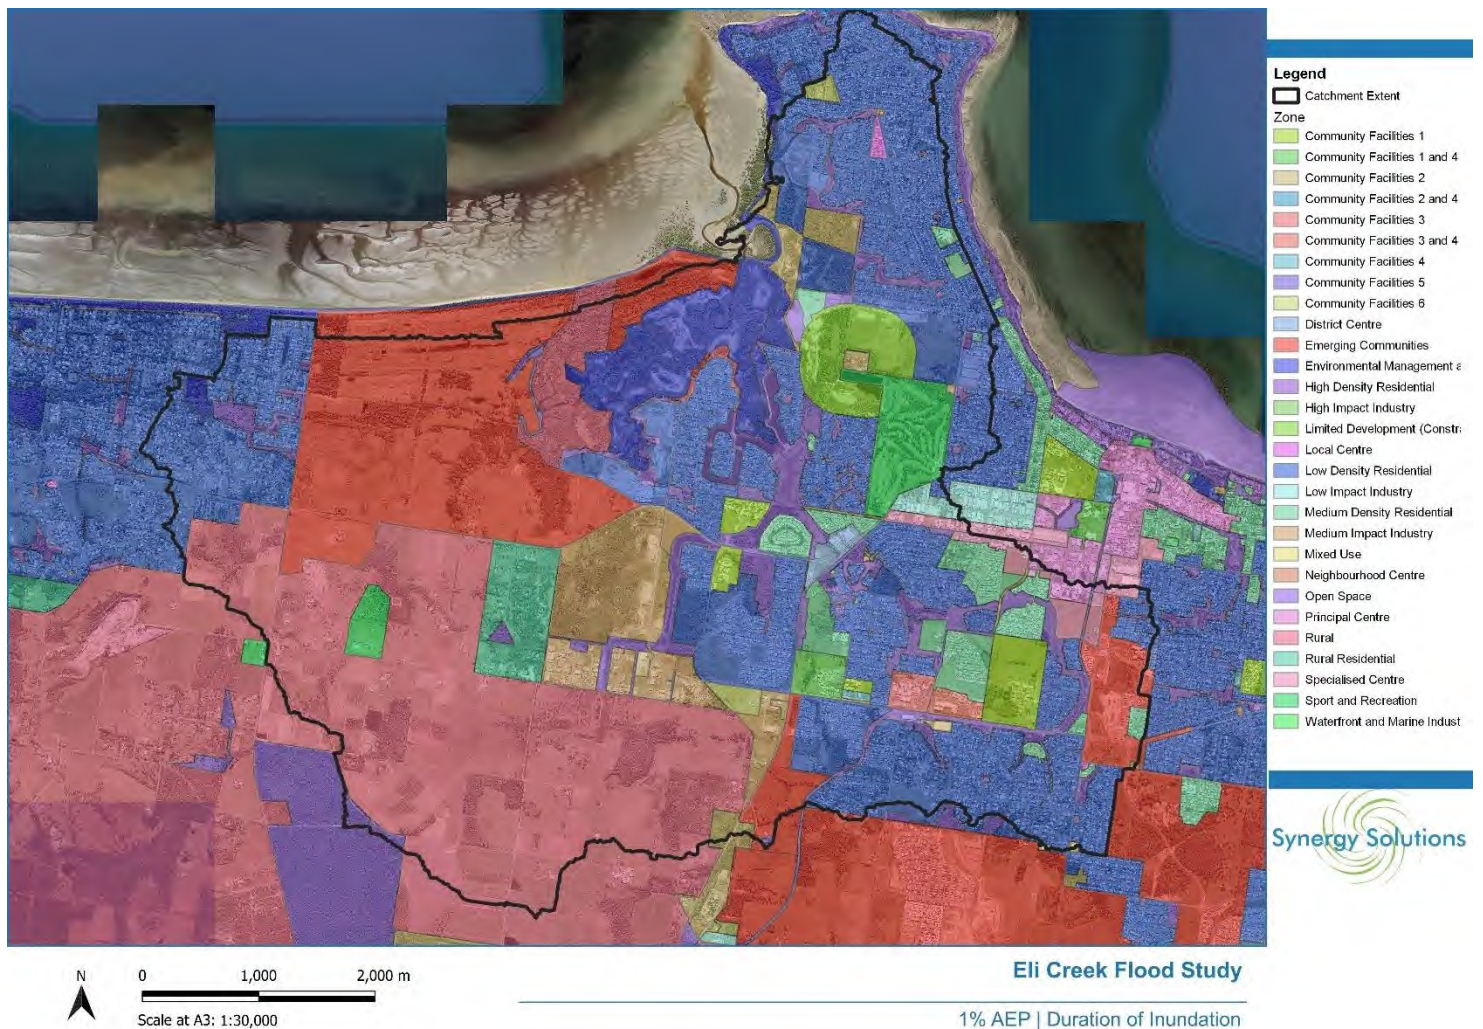 Legend
Catchment Extent
Zone
Community Facilities 1
Community Facilities 1 and 4
Community Facilities 2
Community Facilities 2 and 4
Community Facilities 3
Community Facilities 3 and 4
Community Facilities 4
Community Facilities 5
Community Facilities 6
District Centre
Emerging Communities
Environmental Management a
High Density Residential
High Impact Industry
Limited Development (Constra
Local Centre
Low Density Residential
Low Impact Industry
Medium Density Residential
Medium Impact Industry
Mixed Use
Neighbourhood Centre
Open Space
Principal Centre
Rural
Rural Residential
Specialised Centre
Sport and Recreation
Waterfront and Marine Indust
Synergy Solutions
N
0 1,000 2,000 m
Scale at A3: 1:30,000
Eli Creek Flood Study
1% AEP | Duration of Inundation